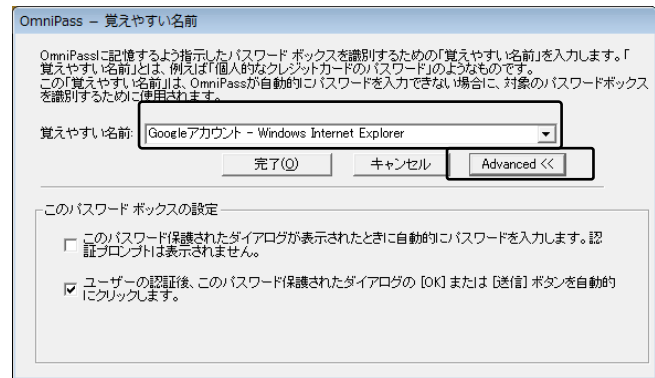 OmniPass – 覚えやすい名前
OmniPassに記憶するよう指示したパスワード ボックスを識別するための「覚えやすい名前」を入力します。「
覚えやすい名前」とは、例えば「個人的なクレジットカードのパスワード」のようなものです。
この「覚えやすい名前」は、OmniPassが自動的にパスワードを入力できない場合に、対象のパスワードボックス
を識別するために使用されます。
覚えやすい名前: Googleアカウント - Windows Internet Explorer
完了(O) キャンセル Advanced <<
このパスワード ボックスの設定
このパスワード保護されたダイアログが表示されたときに自動的にパスワードを入力します。認
証プロンプトは表示されません。
ユーザーの認証後、このパスワード保護されたダイアログの [OK] または [送信] ボタンを自動的
にクリックします。